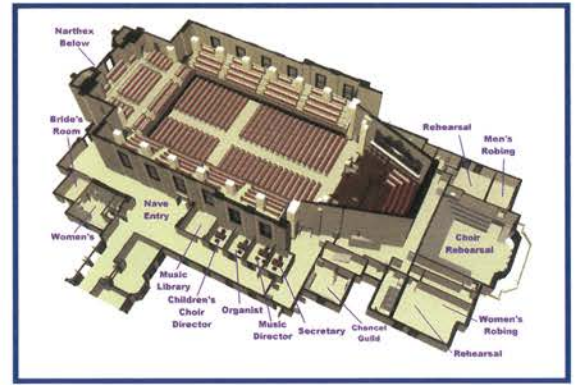 Narthex
Below
Bride's
Room
Women's
Nave
Entry
Music
Library
Children's
Choir
Director
Organist
Music
Director
Secretary
Chancel
Guild
Rehearsal
Men's
Robing
Choir
Rehearsal
Women's
Robing
Rehearsal